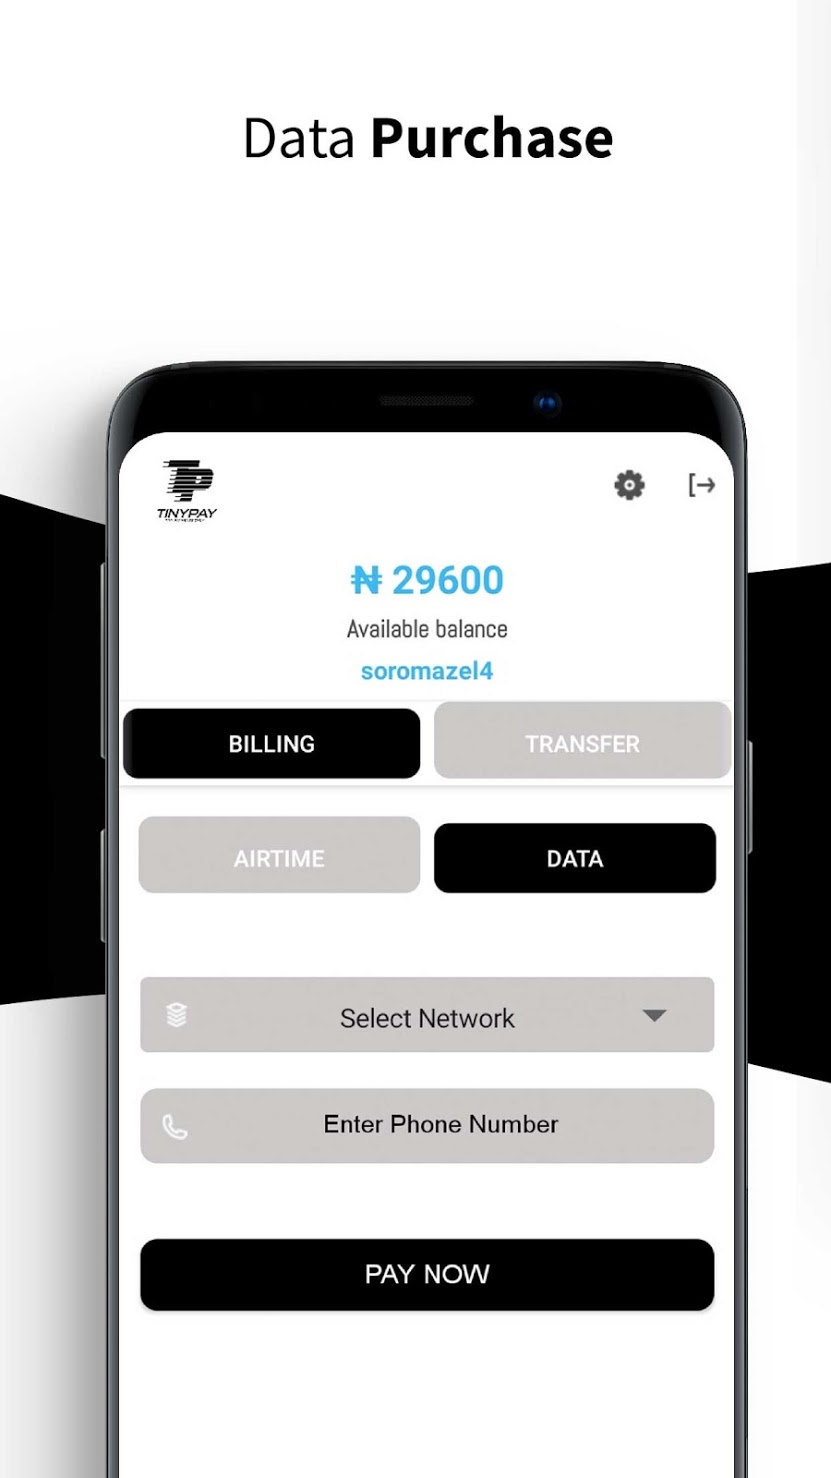 Data Purchase
TP
TINYPAY
₦ 29600
Available balance
soromazel4
BILLING
TRANSFER
AIRTIME
DATA
Select Network
Enter Phone Number
PAY NOW